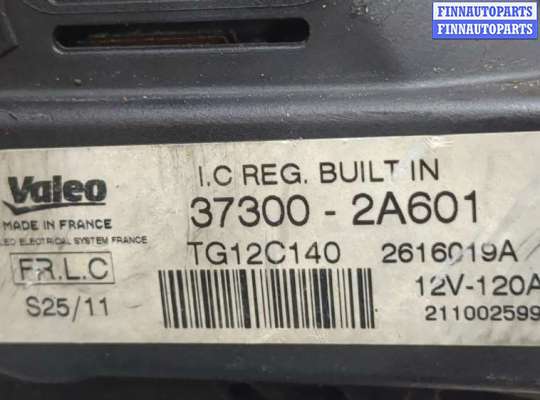 FINNAUTOPARTS
FINNAUTOPARTS
I.C REG. BUILT IN
Valeo
37300 - 2A601
MADE IN FRANCE
ELECTRICAL SYSTEM FRANCE
TG12C140 2616019A
FR.L.C
12V-120A
S25/11
211002599